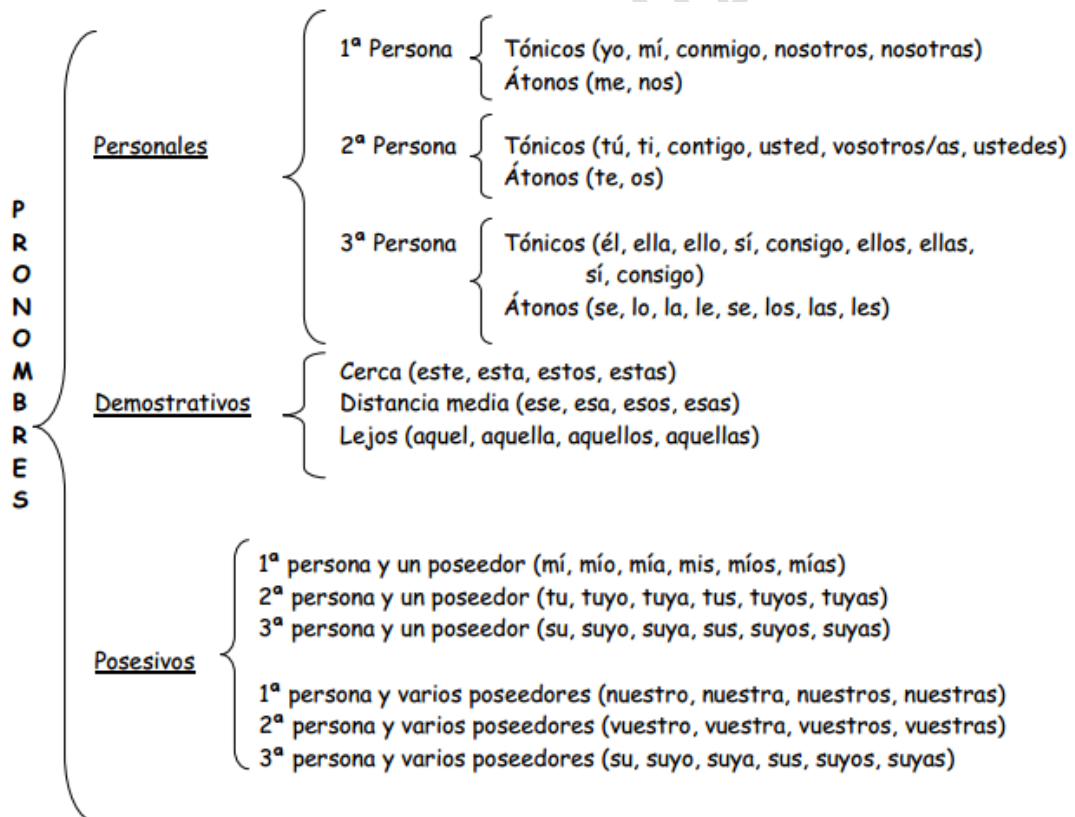 PRONOMBRES
Personales
1ª Persona
Tónicos (yo, mí, conmigo, nosotros, nosotras)
Átonos (me, nos)
2ª Persona
Tónicos (tú, ti, contigo, usted, vosotros/as, ustedes)
Átonos (te, os)
3ª Persona
Tónicos (él, ella, ello, sí, consigo, ellos, ellas,
sí, consigo)
Átonos (se, lo, la, le, se, los, las, les)
Demostrativos
Cerca (este, esta, estos, estas)
Distancia media (ese, esa, esos, esas)
Lejos (aquel, aquella, aquellos, aquellas)
Posesivos
1ª persona y un poseedor (mí, mío, mía, mis, míos, mías)
2ª persona y un poseedor (tu, tuyo, tuya, tus, tuyos, tuyas)
3ª persona y un poseedor (su, suyo, suya, sus, suyos, suyas)
1ª persona y varios poseedores (nuestro, nuestra, nuestros, nuestras)
2ª persona y varios poseedores (vuestro, vuestra, vuestros, vuestras)
3ª persona y varios poseedores (su, suyo, suya, sus, suyos, suyas)